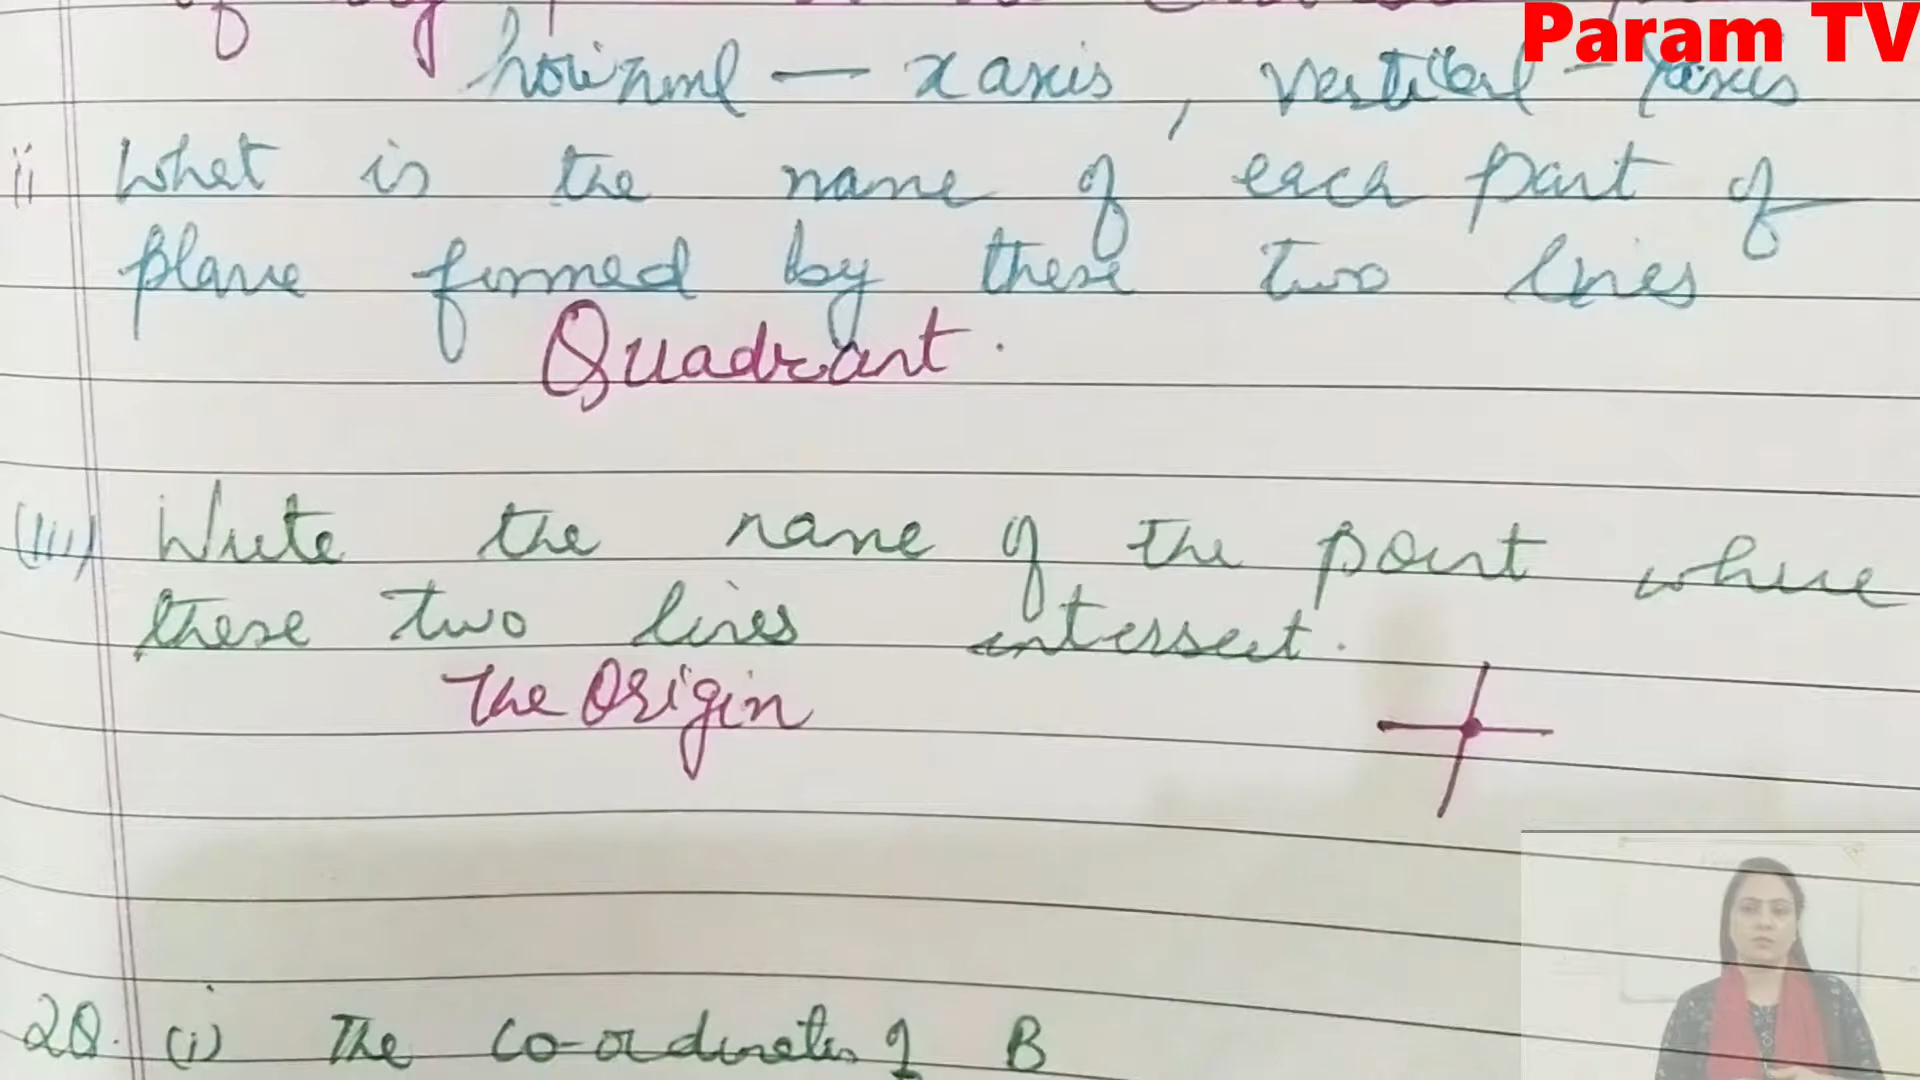 Param TV
x axis, vertical - Yaxis
ii What is the name of each part of
plane formed by these two lines
Quadrant.
(iii) Write the name of the point where
these two lines intersect.
The Origin
2Q. (i) The co-ordinates of B